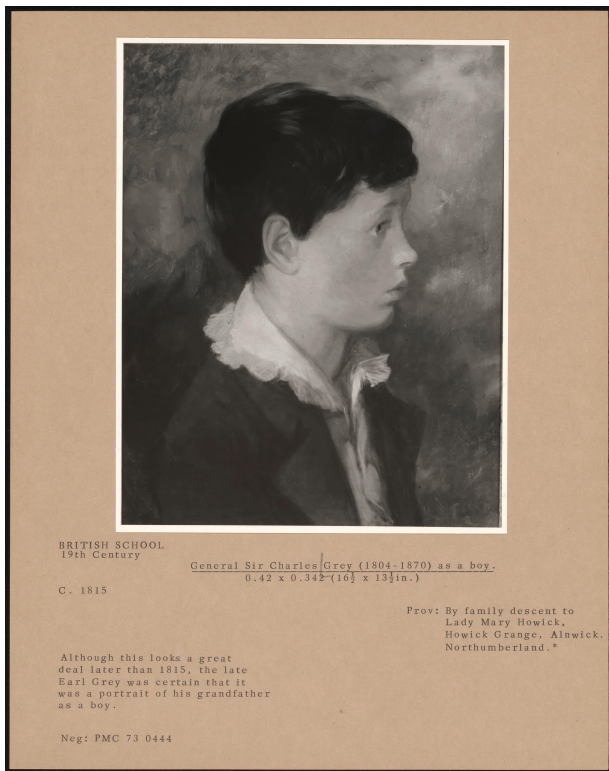 BRITISH SCHOOL
19th Century
General Sir Charles Grey (1804-1870) as a boy.
0.42 x 0.342 (16½ x 13½in.)
C. 1815
Prov: By family descent to
Lady Mary Howick,
Howick Grange, Alnwick.
Northumberland.*
Although this looks a great
deal later than 1815, the late
Earl Grey was certain that it
was a portrait of his grandfather
as a boy.
Neg: PMC 73 0444